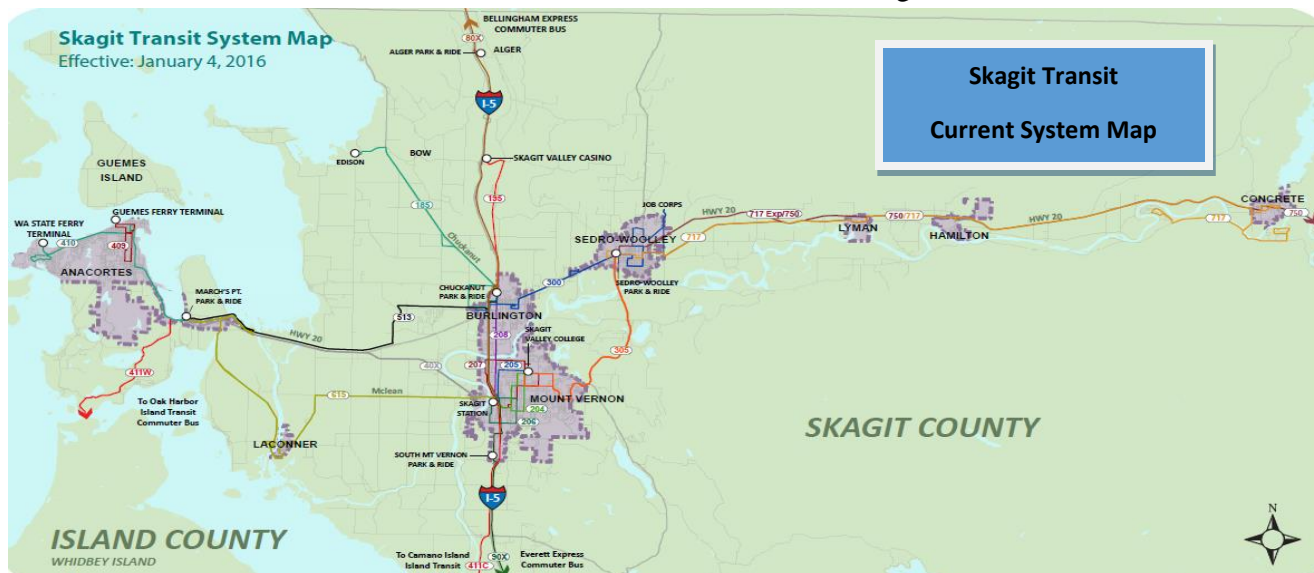 Skagit Transit System Map
Effective: January 4, 2016
BELLINGHAM EXPRESS
COMMUTER BUS
80X
ALGER PARK & RIDE
ALGER
I-5
Skagit Transit
Current System Map
GUEMES
ISLAND
EDISON
BOW
SKAGIT VALLEY CASINO
185
195
WA STATE FERRY
TERMINAL
GUEMES FERRY TERMINAL
410
409
ANACORTES
MARCH'S PT.
PARK & RIDE
Chuckanut
CHUCKANUT
PARK & RIDE
BURLINGTON
JOB CORPS
SEDRO-WOOLLEY
SEDRO-WOOLLEY
PARK & RIDE
300
HWY 20
717 Exp/750
717
LYMAN
750/717
HAMILTON
HWY 20
717
CONCRETE
750
513
HWY 20
40X
208
SKAGIT
VALLEY COLLEGE
207
205
305
411W
To Oak Harbor
Island Transit
Commuter Bus
615
Mclean
SKAGIT
STATION
MOUNT VERNON
204
206
LACONNER
SOUTH MT VERNON
PARK & RIDE
SKAGIT COUNTY
I-5
ISLAND COUNTY
WHIDBEY ISLAND
To Camano Island
Island Transit
411C
90X
Everett Express
Commuter Bus
N